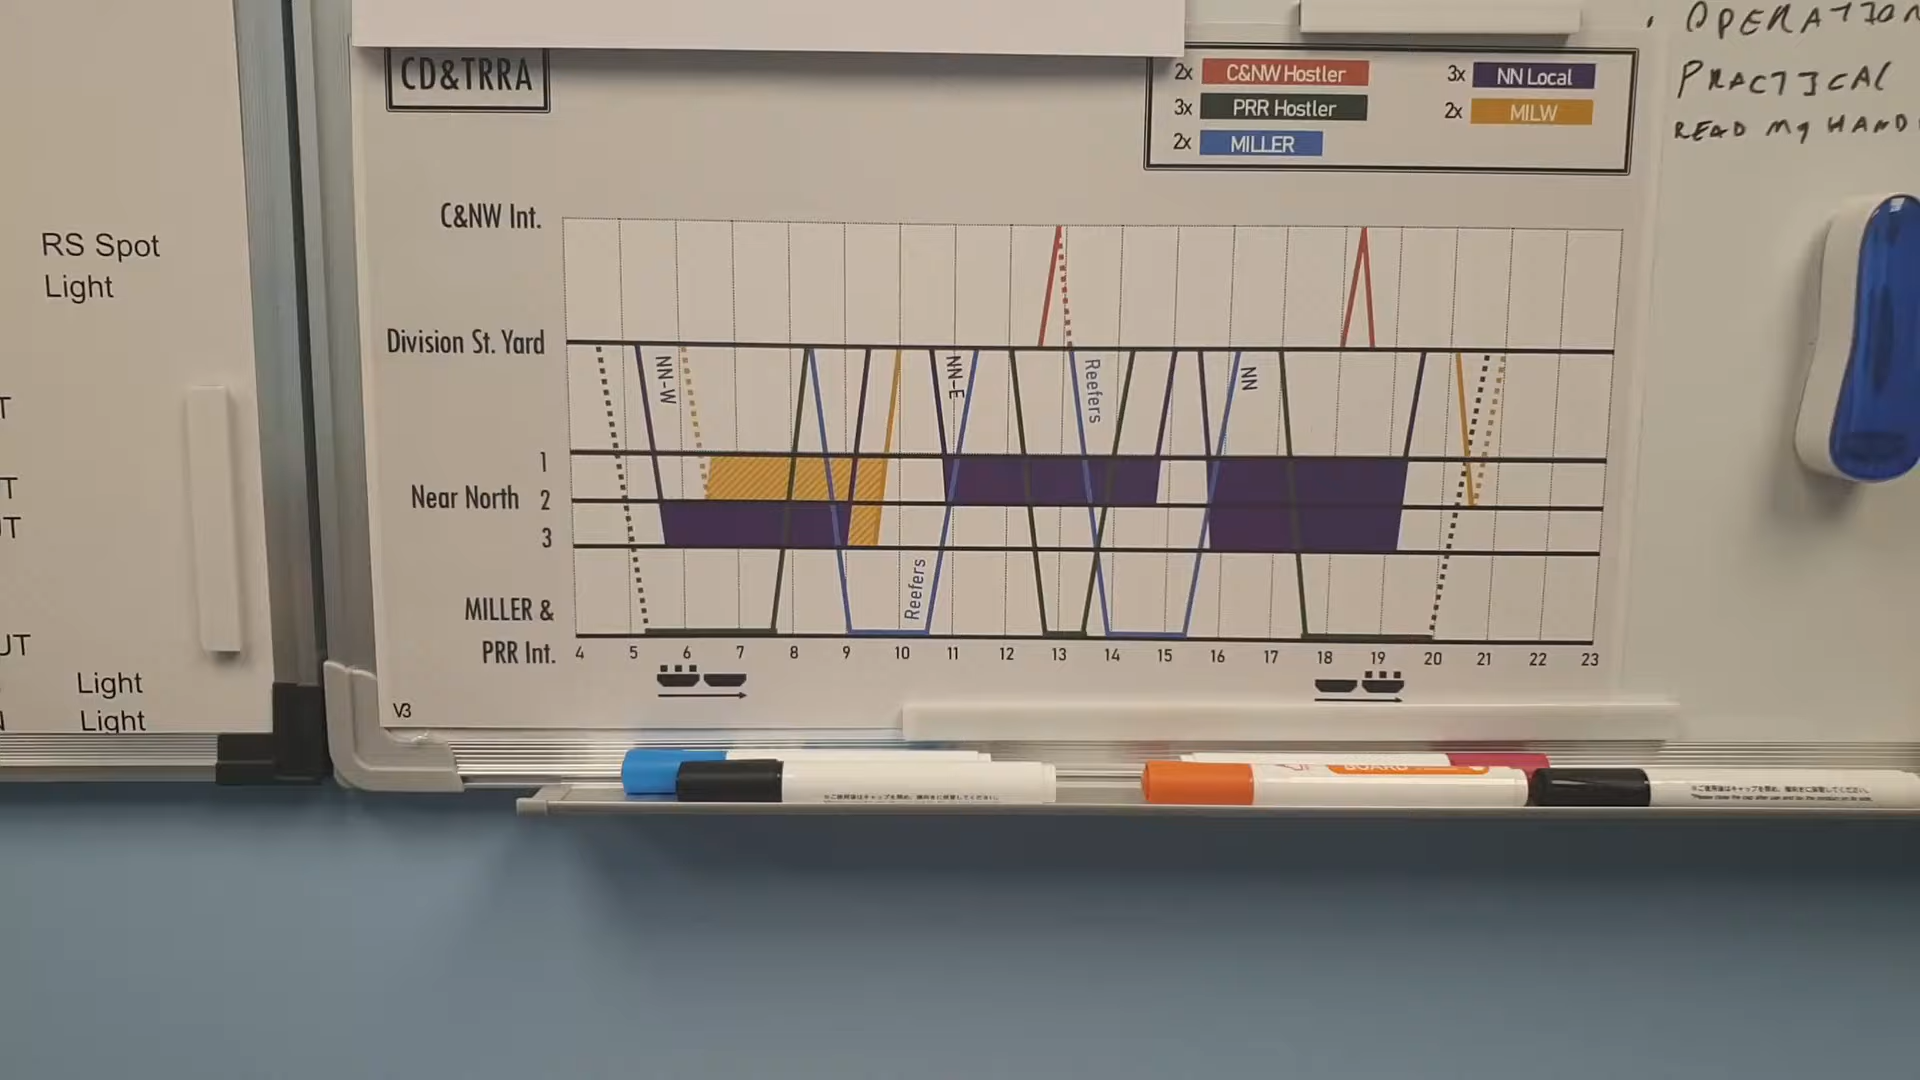 RS Spot
Light
T
T
UT
UT
Light
N Light
CD&TRRA
2x C&NW Hostler
3x PRR Hostler
2x MILLER
3x NN Local
2x MILW
C&NW Int.
Division St. Yard
1
Near North 2
3
MILLER &
PRR Int.
NN-W
NN-E
Reefers
Reefers
NN
4 5 6 7 8 9 10 11 12 13 14 15 16 17 18 19 20 21 22 23
V3
• OPERATION
PRACTICAL
READ MY HAND
BOARD